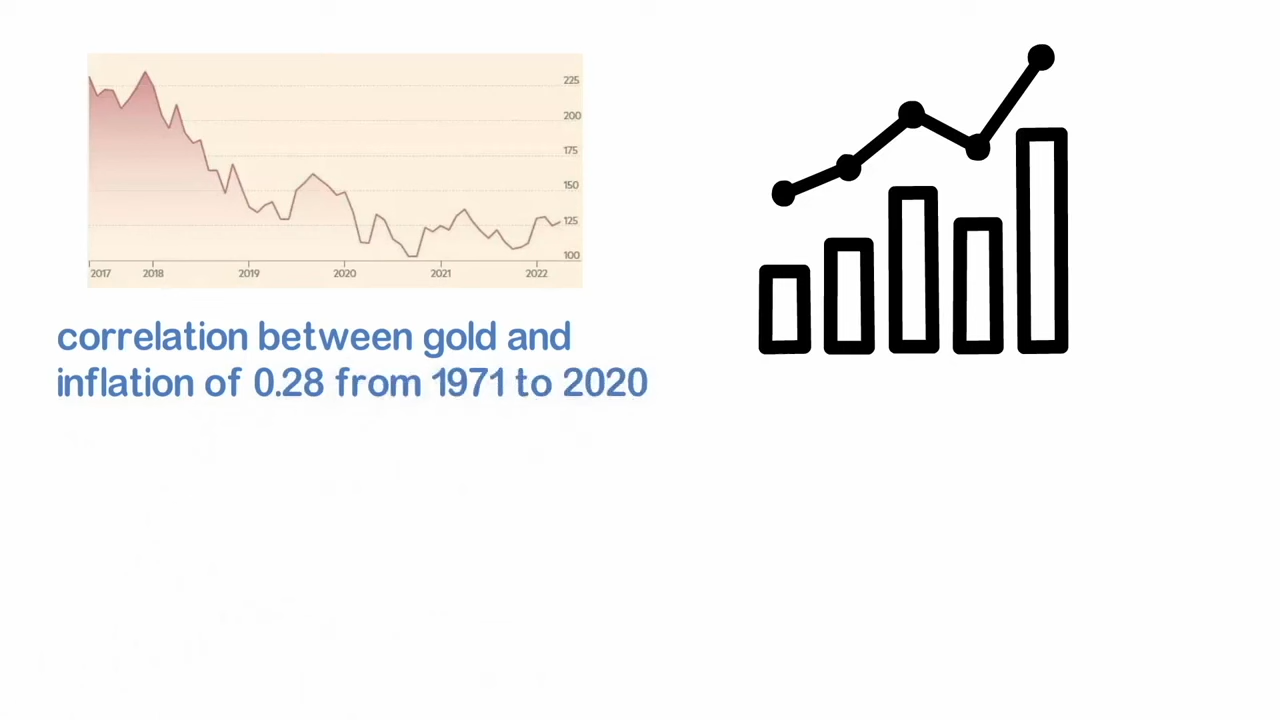 225
200
175
150
125
100
2017 2018 2019 2020 2021 2022
correlation between gold and
inflation of 0.28 from 1971 to 2020